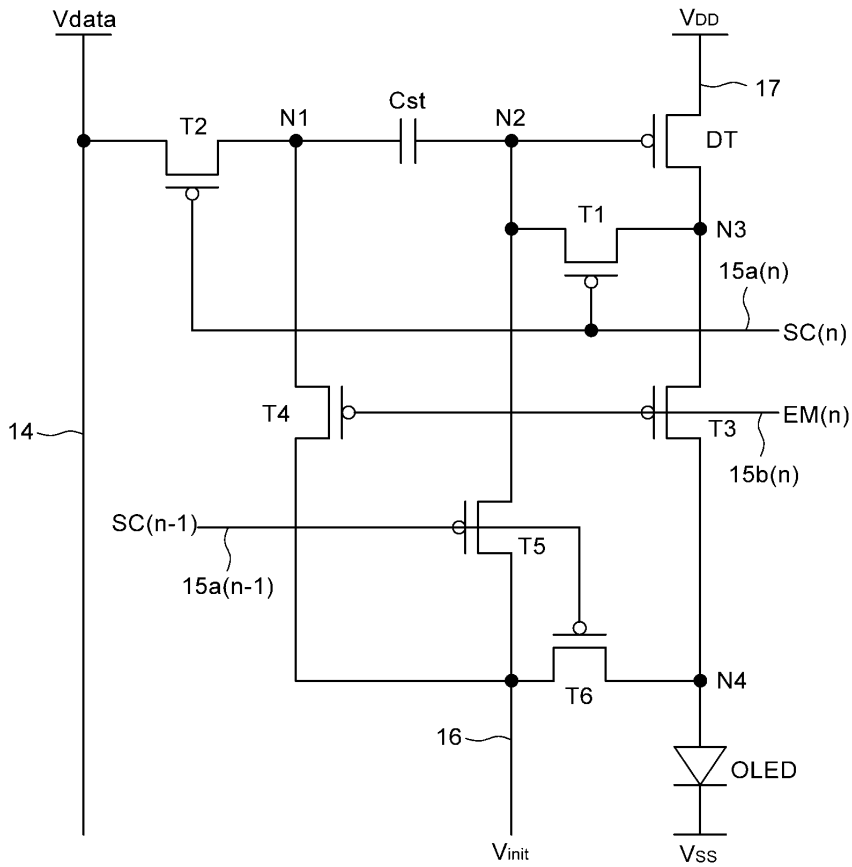 Vdata
VDD
17
T2
N1
Cst
N2
DT
T1
N3
15a(n)
SC(n)
T4
EM(n)
14
T3
15b(n)
SC(n-1)
T5
15a(n-1)
T6
N4
16
OLED
Vinit
VSS